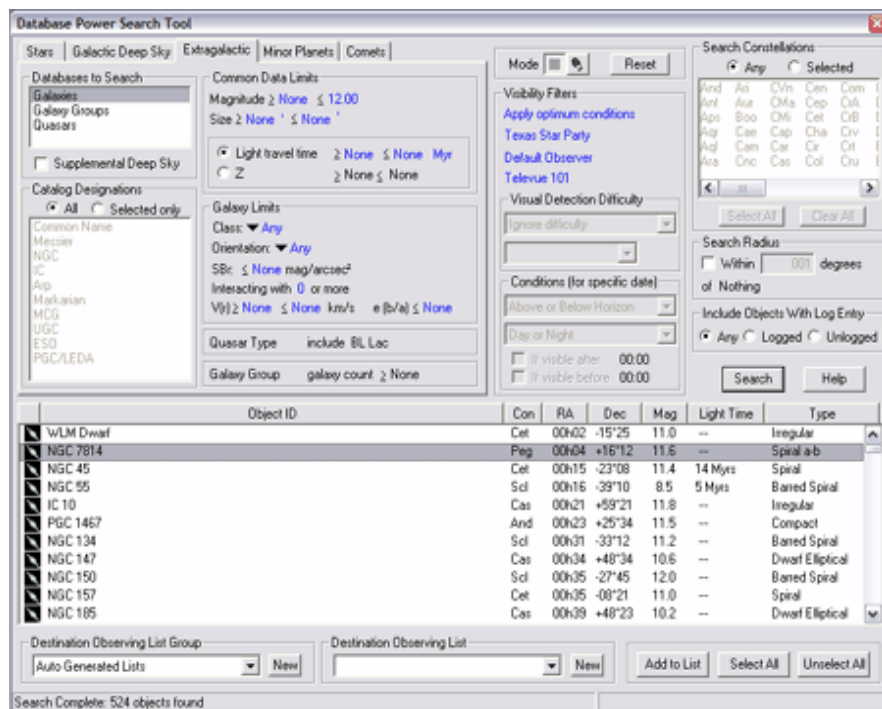 Database Power Search Tool
Stars Galactic Deep Sky Extragalactic Minor Planets Comets
Databases to Search
Galaxies
Galaxy Groups
Quasars
Supplemental Deep Sky
Catalog Designations
All Selected only
Common Name
Messier
NGC
IC
Arp
Markarian
MCG
UGC
ESO
PGC/LEDA
Common Data Limits
Magnitude ≥ None ≤ 12.00
Size ≥ None ' ≤ None '
Light travel time ≥ None ≤ None Myr
Z ≥ None ≤ None
Galaxy Limits
Class: Any
Orientation: Any
SBr. ≤ None mag/arcsec²
Interacting with 0 or more
V(r) ≥ None ≤ None km/s e (b/a) ≤ None
Quasar Type include BL Lac
Galaxy Group galaxy count ≥ None
Mode Reset
Visibility Filters
Apply optimum conditions
Texas Star Party
Default Observer
Televue 101
Visual Detection Difficulty
Ignore difficulty
Conditions (for specific date)
Above or Below Horizon
Day or Night
If visible after 00:00
If visible before 00:00
Search Constellations
Any Selected
And Ari CVn Cen Com
Ant Aur CMa Cep CrA
Aps Boo CMi Cet CrB
Aqr Cae Cap Cha Crv
Aql Cam Car Cir Crt
Ara Cnc Cas Col Cru
Select All Clear All
Search Radius
Within 001 degrees
of Nothing
Include Objects With Log Entry
Any Logged Unlogged
Search Help
Object ID Con RA Dec Mag Light Time Type
WLM Dwarf Cet 00h02 -15°25 11.0 -- Irregular
NGC 7814 Peg 00h04 +16°12 11.6 -- Spiral a-b
NGC 45 Cet 00h15 -23°08 11.4 14 Myrs Spiral
NGC 55 Scl 00h16 -39°10 8.5 5 Myrs Barred Spiral
IC 10 Cas 00h21 +59°21 11.8 -- Irregular
PGC 1467 And 00h23 +25°34 11.5 -- Compact
NGC 134 Scl 00h31 -33°12 11.2 -- Barred Spiral
NGC 147 Cas 00h34 +48°34 10.6 -- Dwarf Elliptical
NGC 150 Scl 00h35 -27°45 12.0 -- Barred Spiral
NGC 157 Cet 00h35 -08°21 11.0 -- Spiral
NGC 185 Cas 00h39 +48°23 10.2 -- Dwarf Elliptical
Destination Observing List Group
Auto Generated Lists New
Destination Observing List
New
Add to List Select All Unselect All
Search Complete: 524 objects found